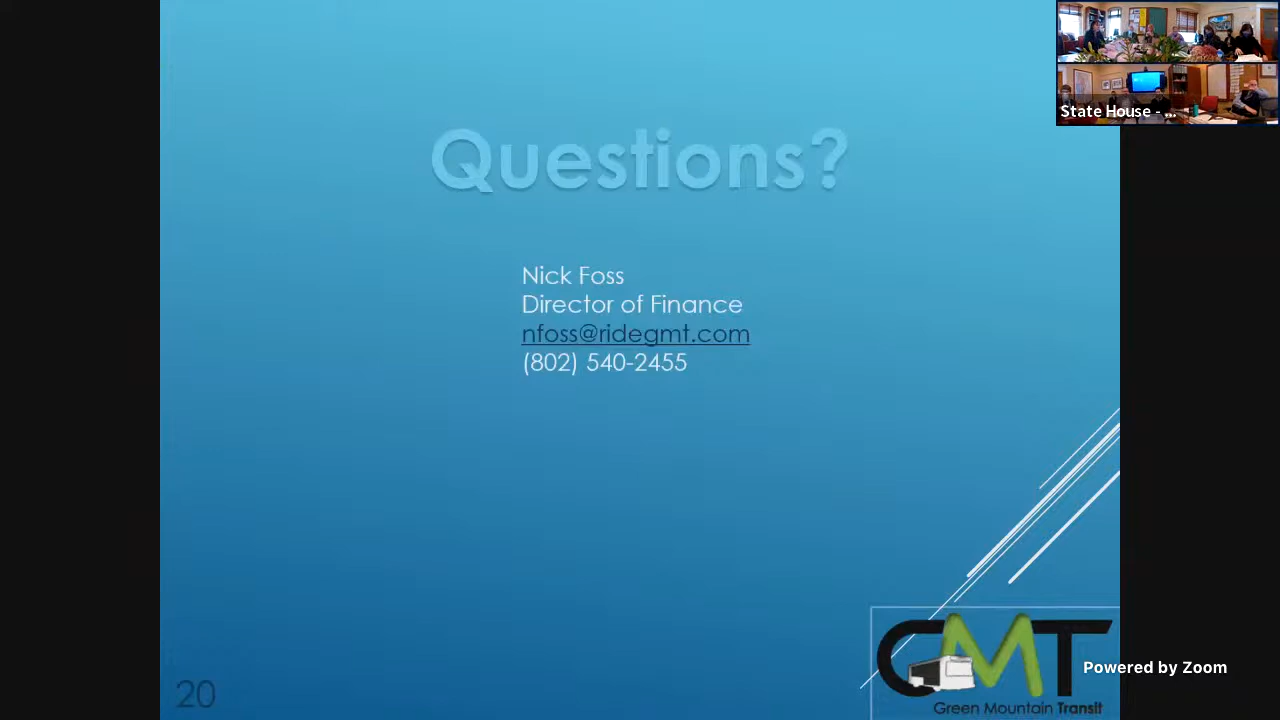 Questions?
Nick Foss
Director of Finance
nfoss@ridegmt.com
(802) 540-2455
20
GMT
Green Mountain Transit
Powered by Zoom
State House - ...